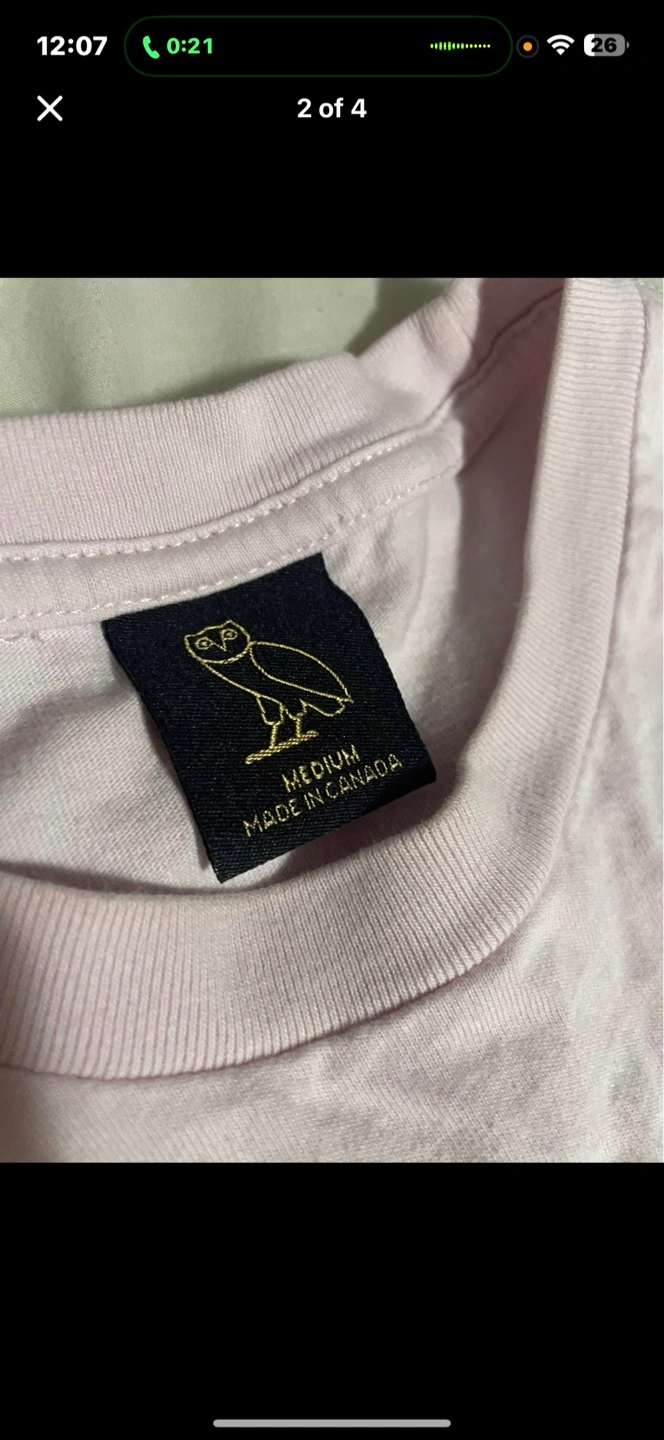 12:07 0:21 26
2 of 4
MEDIUM
MADE IN CANADA